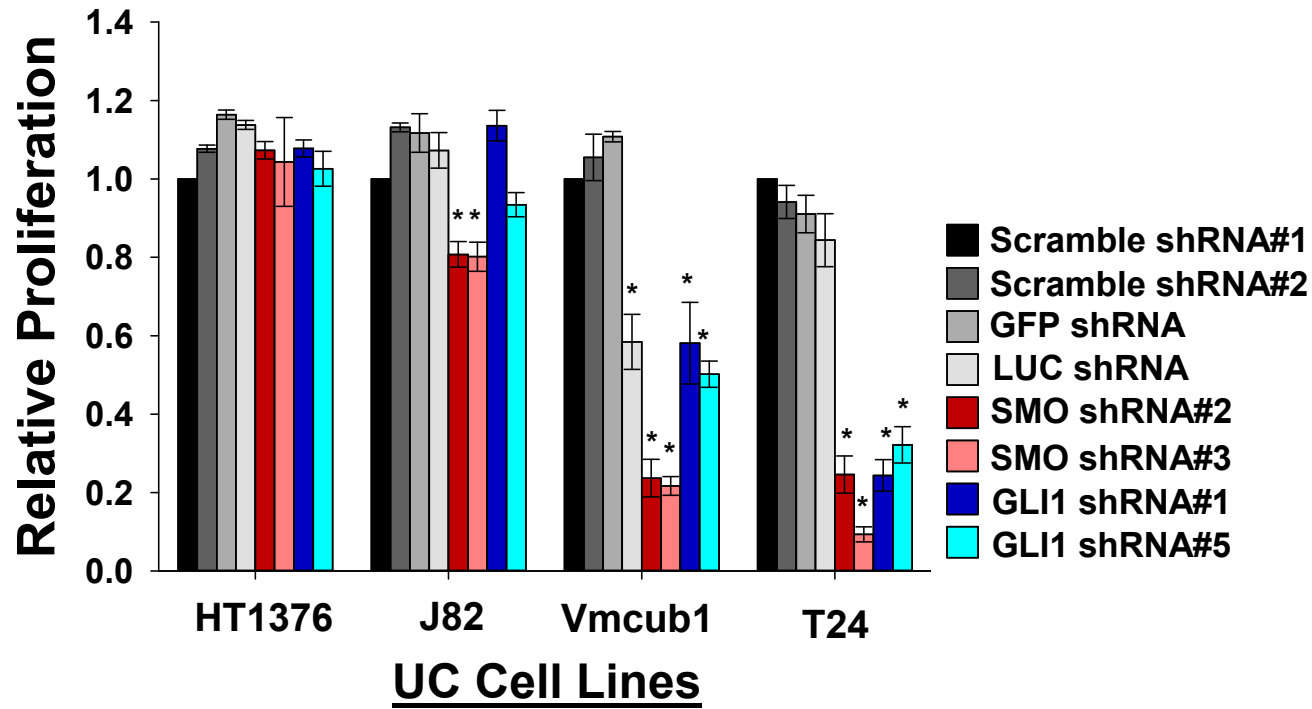 Relative Proliferation
1.4
1.2
1.0
0.8
0.6
0.4
0.2
0.0
* *
*
*
*
*
*
*
*
*
*
HT1376
J82
Vmcub1
T24
UC Cell Lines
Scramble shRNA#1
Scramble shRNA#2
GFP shRNA
LUC shRNA
SMO shRNA#2
SMO shRNA#3
GLI1 shRNA#1
GLI1 shRNA#5